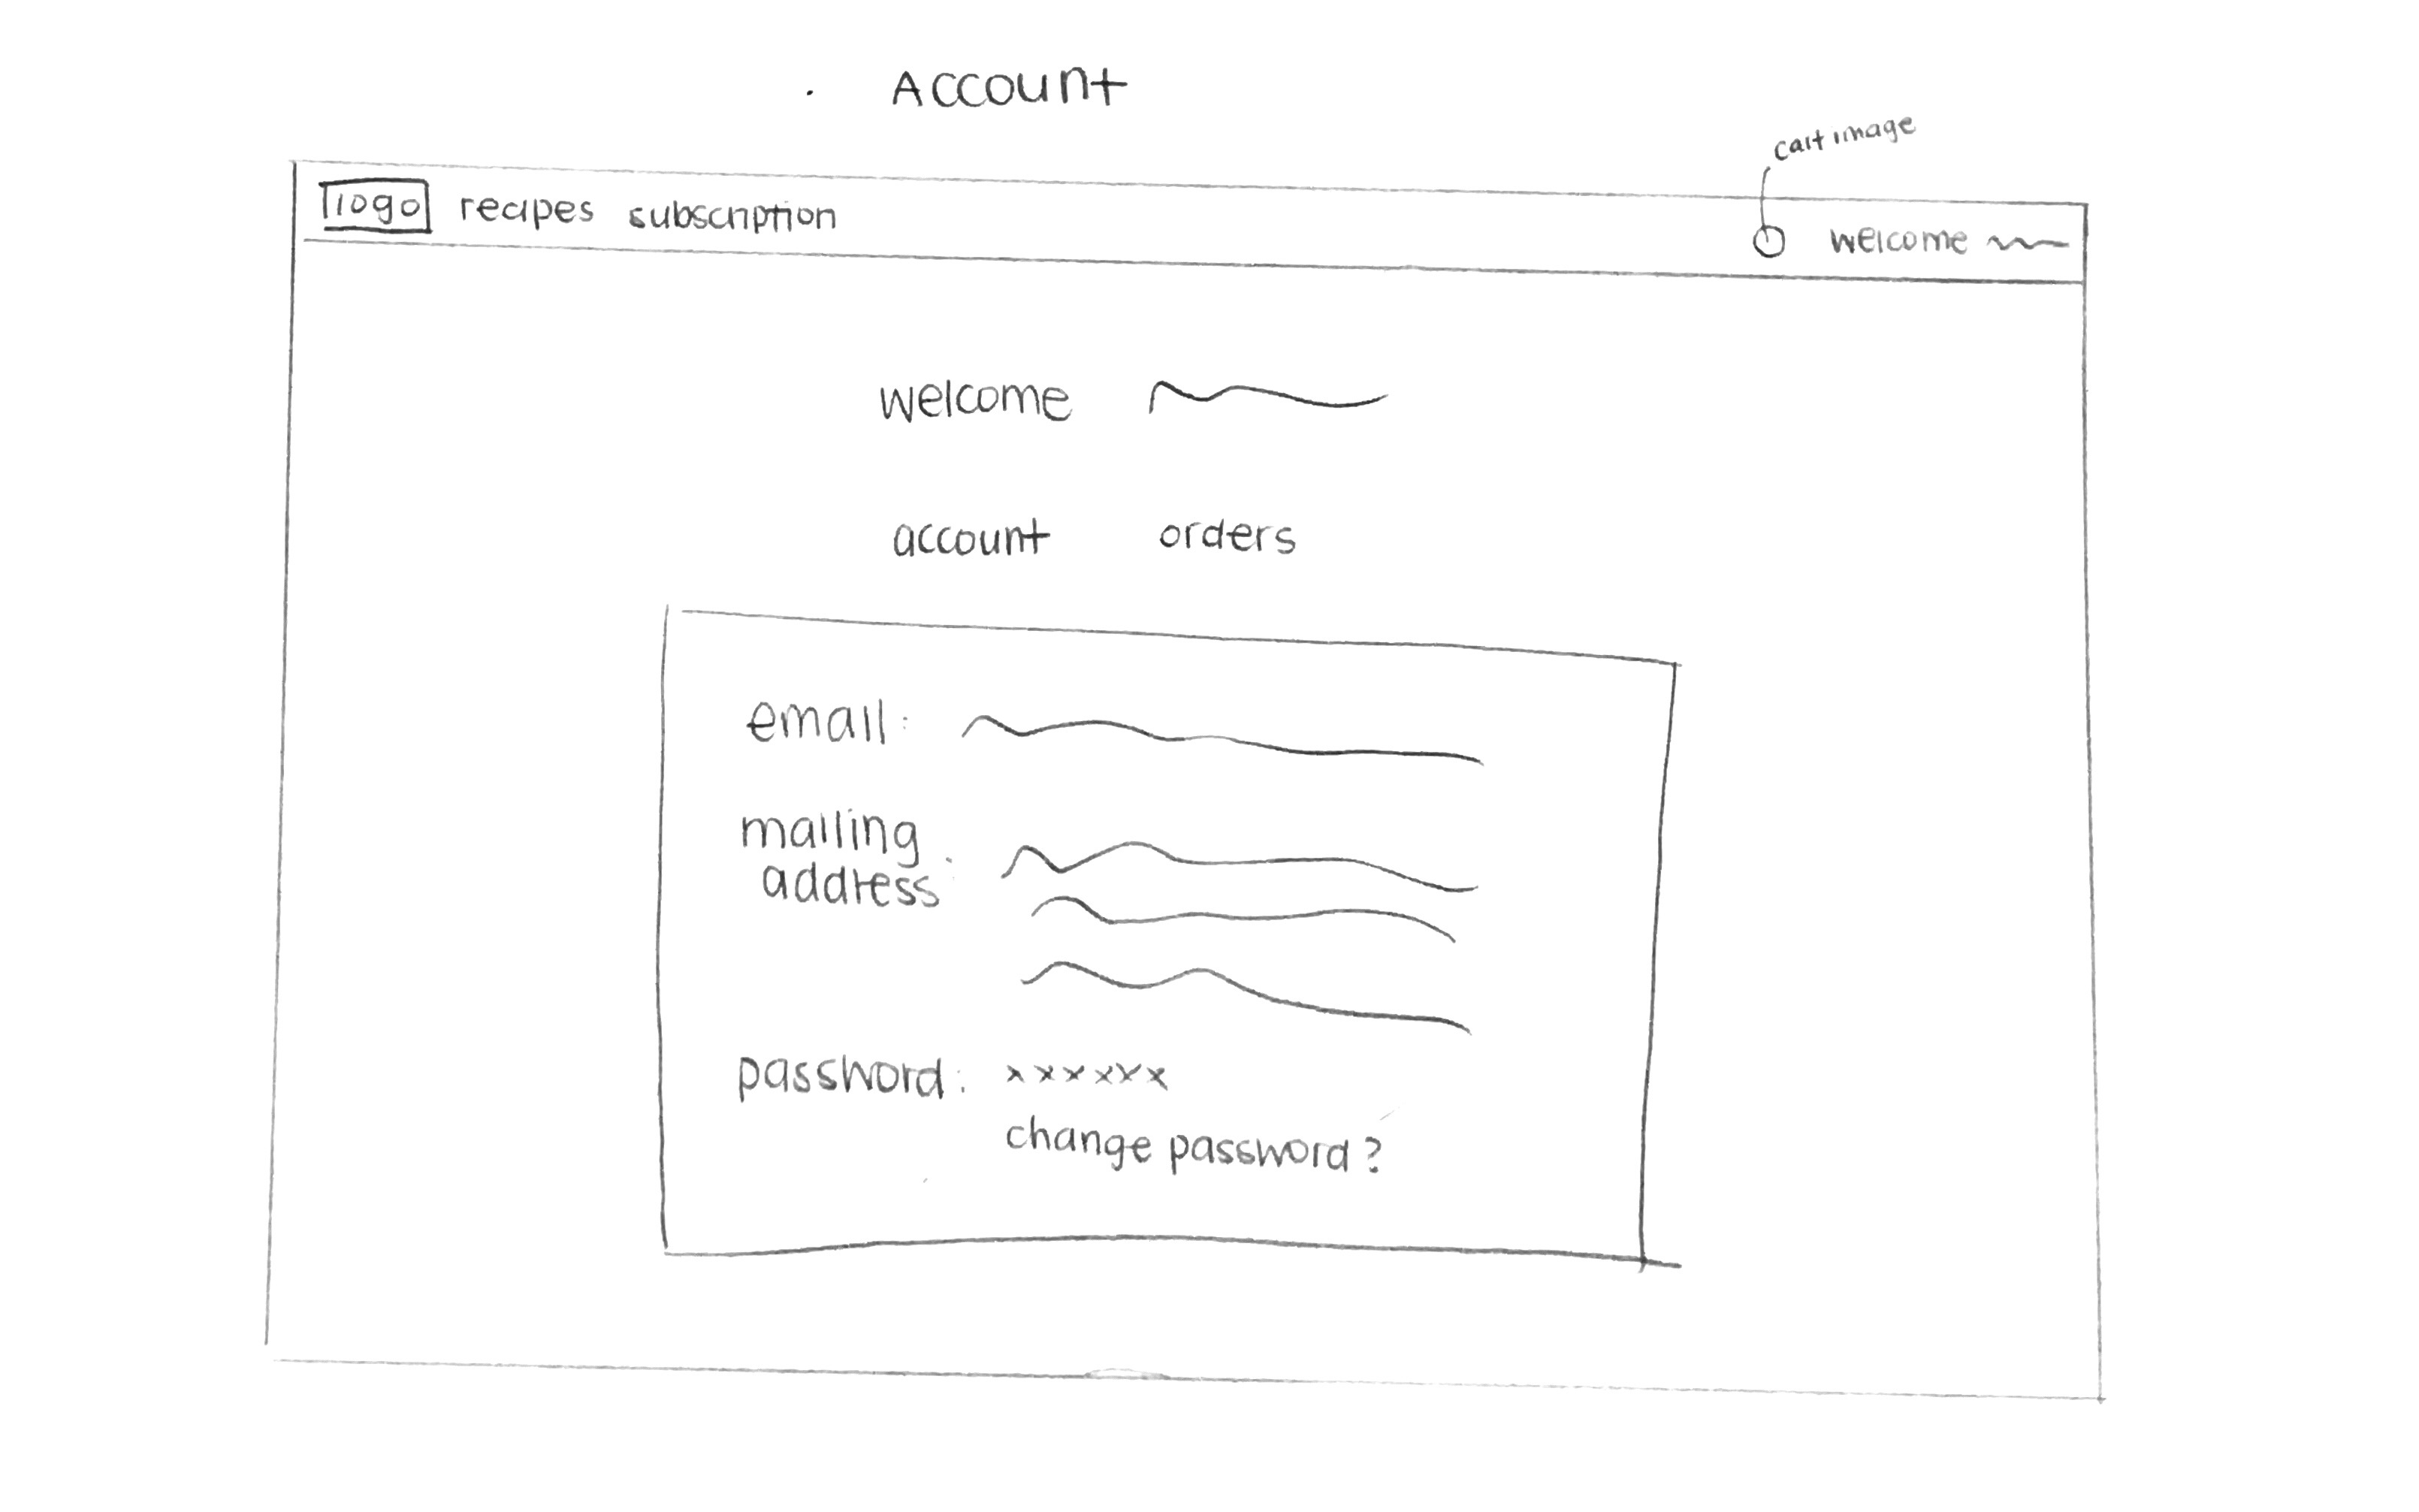 Account
cart image
logo recipes subscription welcome
welcome
account orders
email:
mailing
address:
password: xxxxxx
change password?